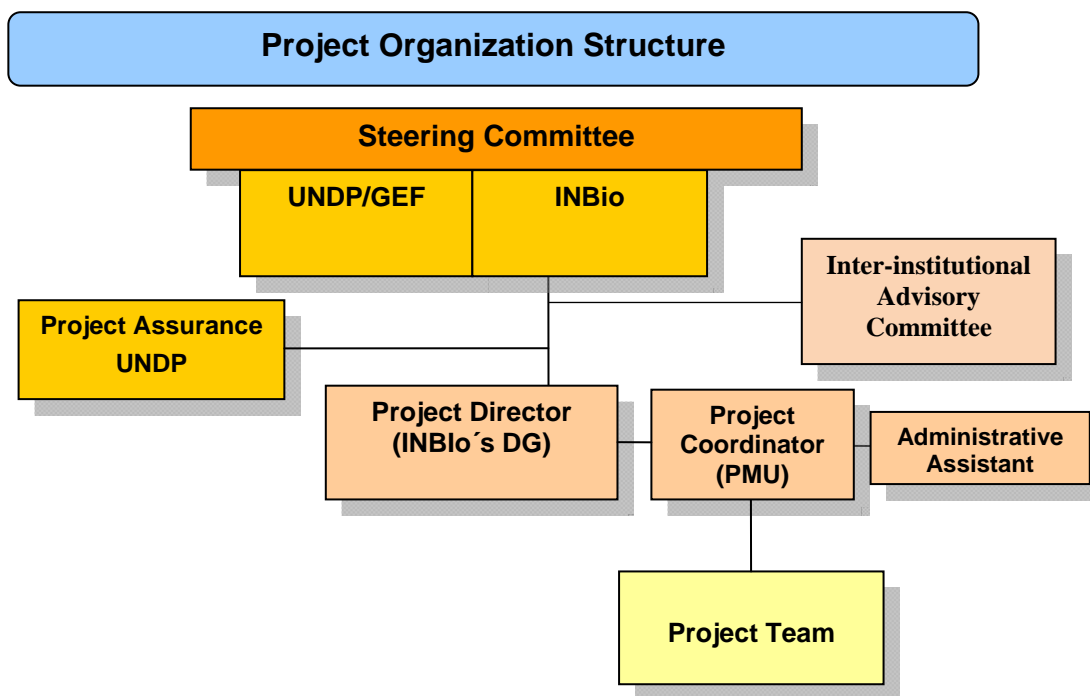 Project Organization Structure
Steering Committee
UNDP/GEF
INBio
Inter-institutional
Advisory
Committee
Project Assurance
UNDP
Project Director
(INBIo´s DG)
Project
Coordinator
(PMU)
Administrative
Assistant
Project Team